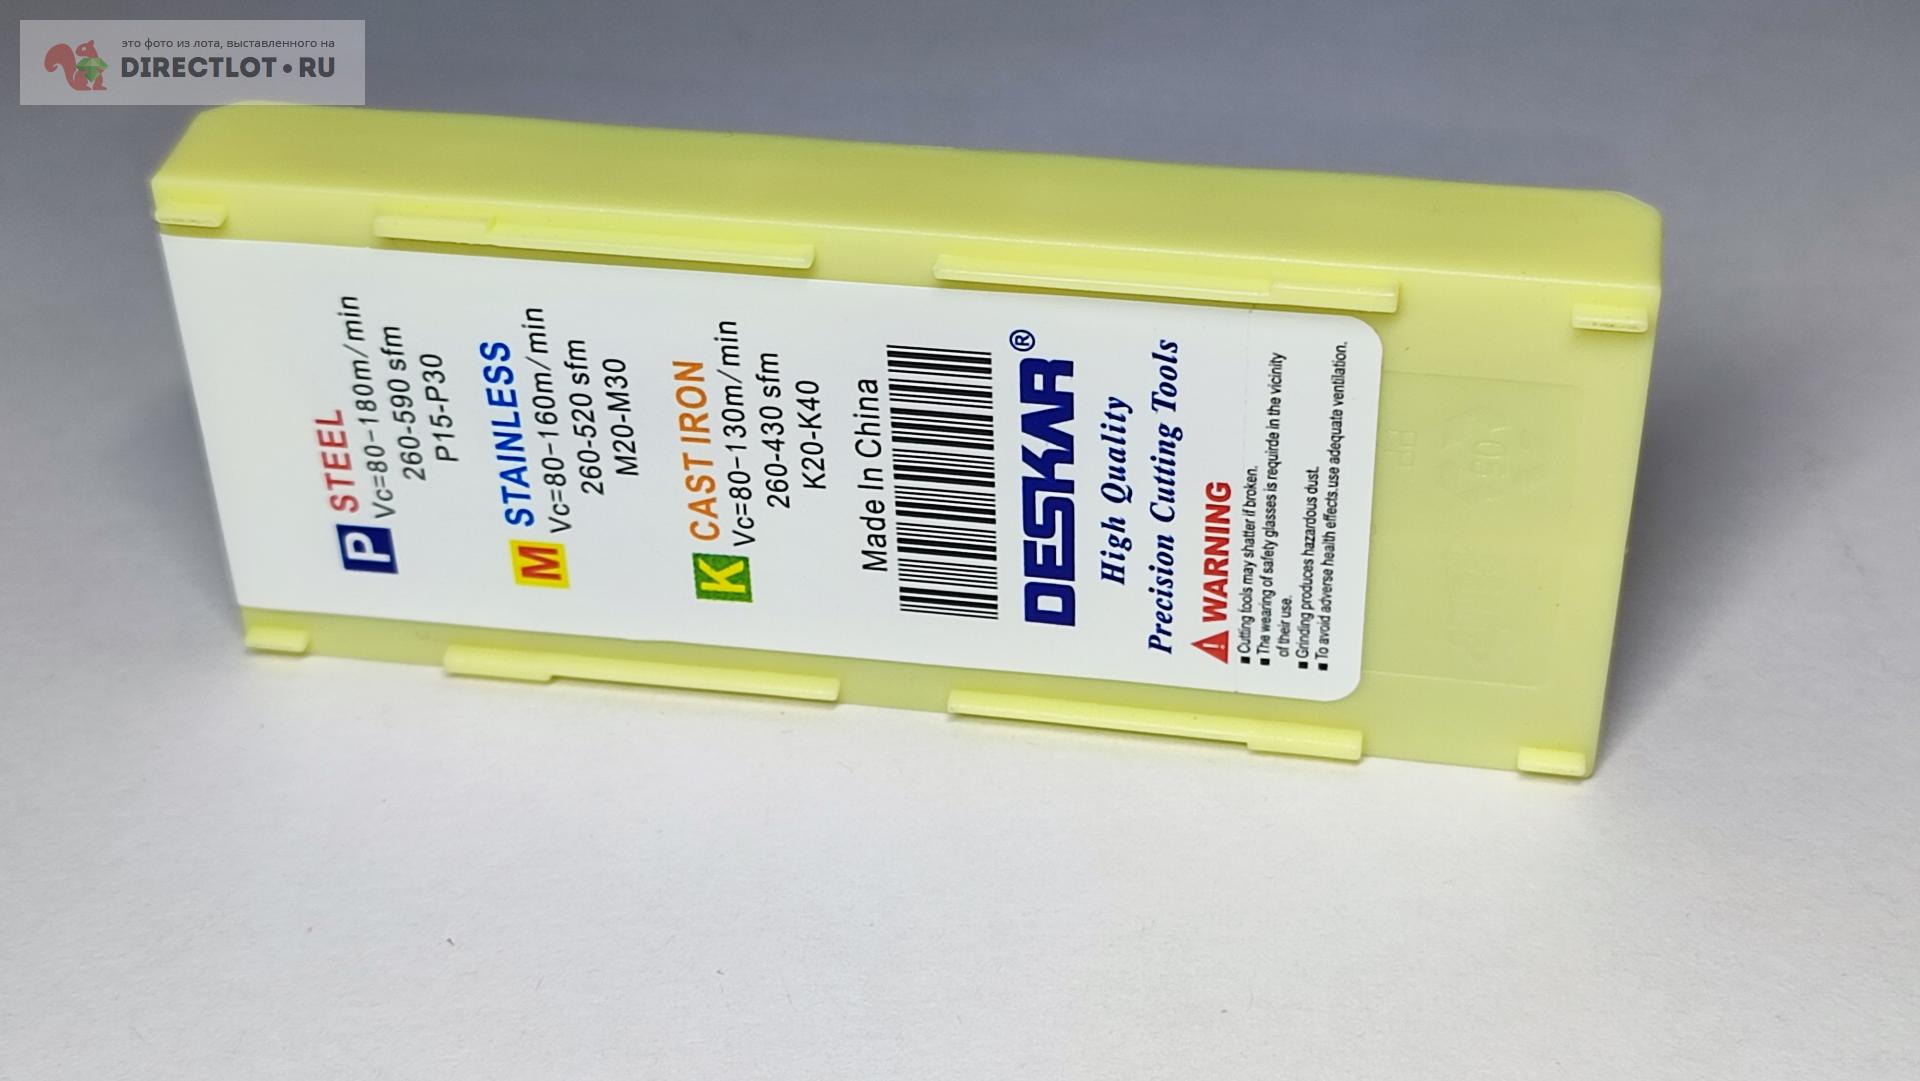 это фото из лота, выставленного на
DIRECTLOT•RU
P STEEL
Vc=80-180m/min
260-590 sfm
P15-P30
M STAINLESS
Vc=80-160m/min
260-520 sfm
M20-M30
K CAST IRON
Vc=80-130m/min
260-430 sfm
K20-K40
Made In China
DESKAR®
High Quality
Precision Cutting Tools
WARNING
■ Cutting tools may shatter if broken.
■ The wearing of safety glasses is requirde in the vicinity
of their use.
■ Grinding produces hazardous dust.
■ To avoid adverse health effects.use adequate ventilation.
PP
05